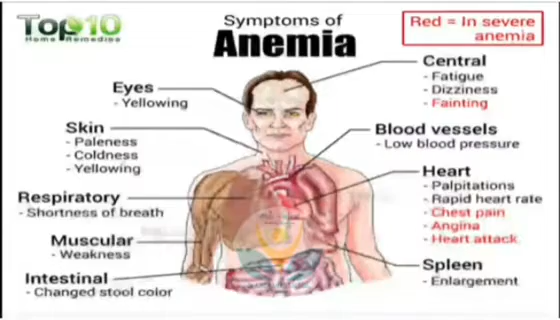 Top10
Home Remedies
Symptoms of
Anemia
Red = In severe
anemia
Eyes
- Yellowing
Skin
- Paleness
- Coldness
- Yellowing
Respiratory
- Shortness of breath
Muscular
- Weakness
Intestinal
- Changed stool color
Central
- Fatigue
- Dizziness
- Fainting
Blood vessels
- Low blood pressure
Heart
- Palpitations
- Rapid heart rate
- Chest pain
- Angina
- Heart attack
Spleen
- Enlargement